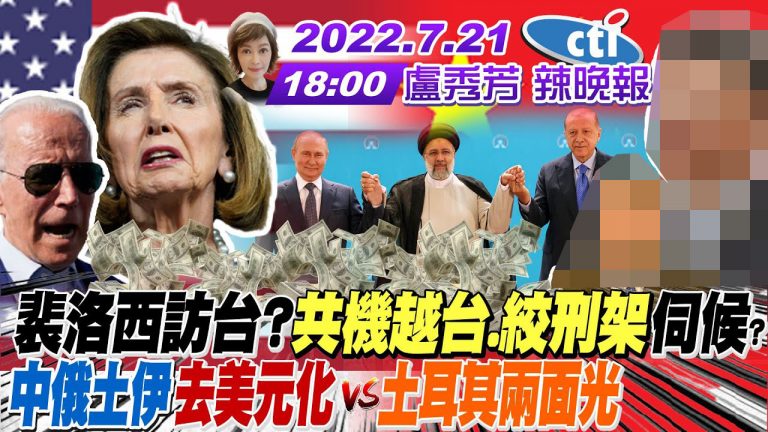 2022.7.21
cti
18:00 盧秀芳 辣晚報
裴洛西訪台?共機越台.絞刑架伺候?
中俄土伊去美元化VS土耳其兩面光